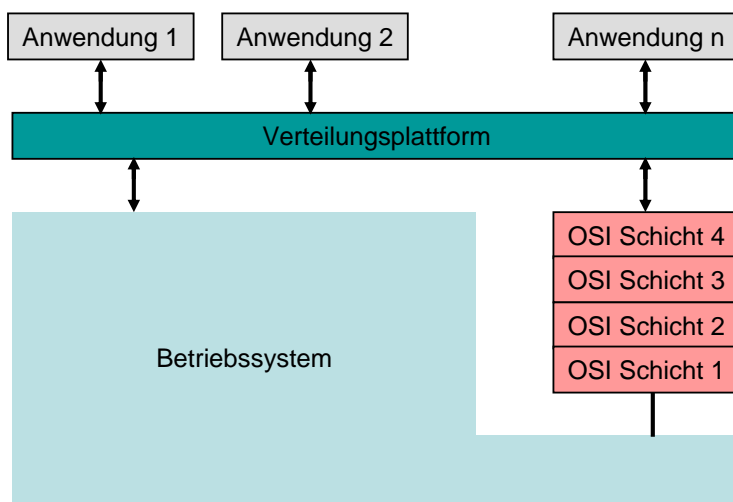 Anwendung 1
Anwendung 2
Anwendung n
Verteilungsplattform
OSI Schicht 4
OSI Schicht 3
OSI Schicht 2
Betriebssystem
OSI Schicht 1